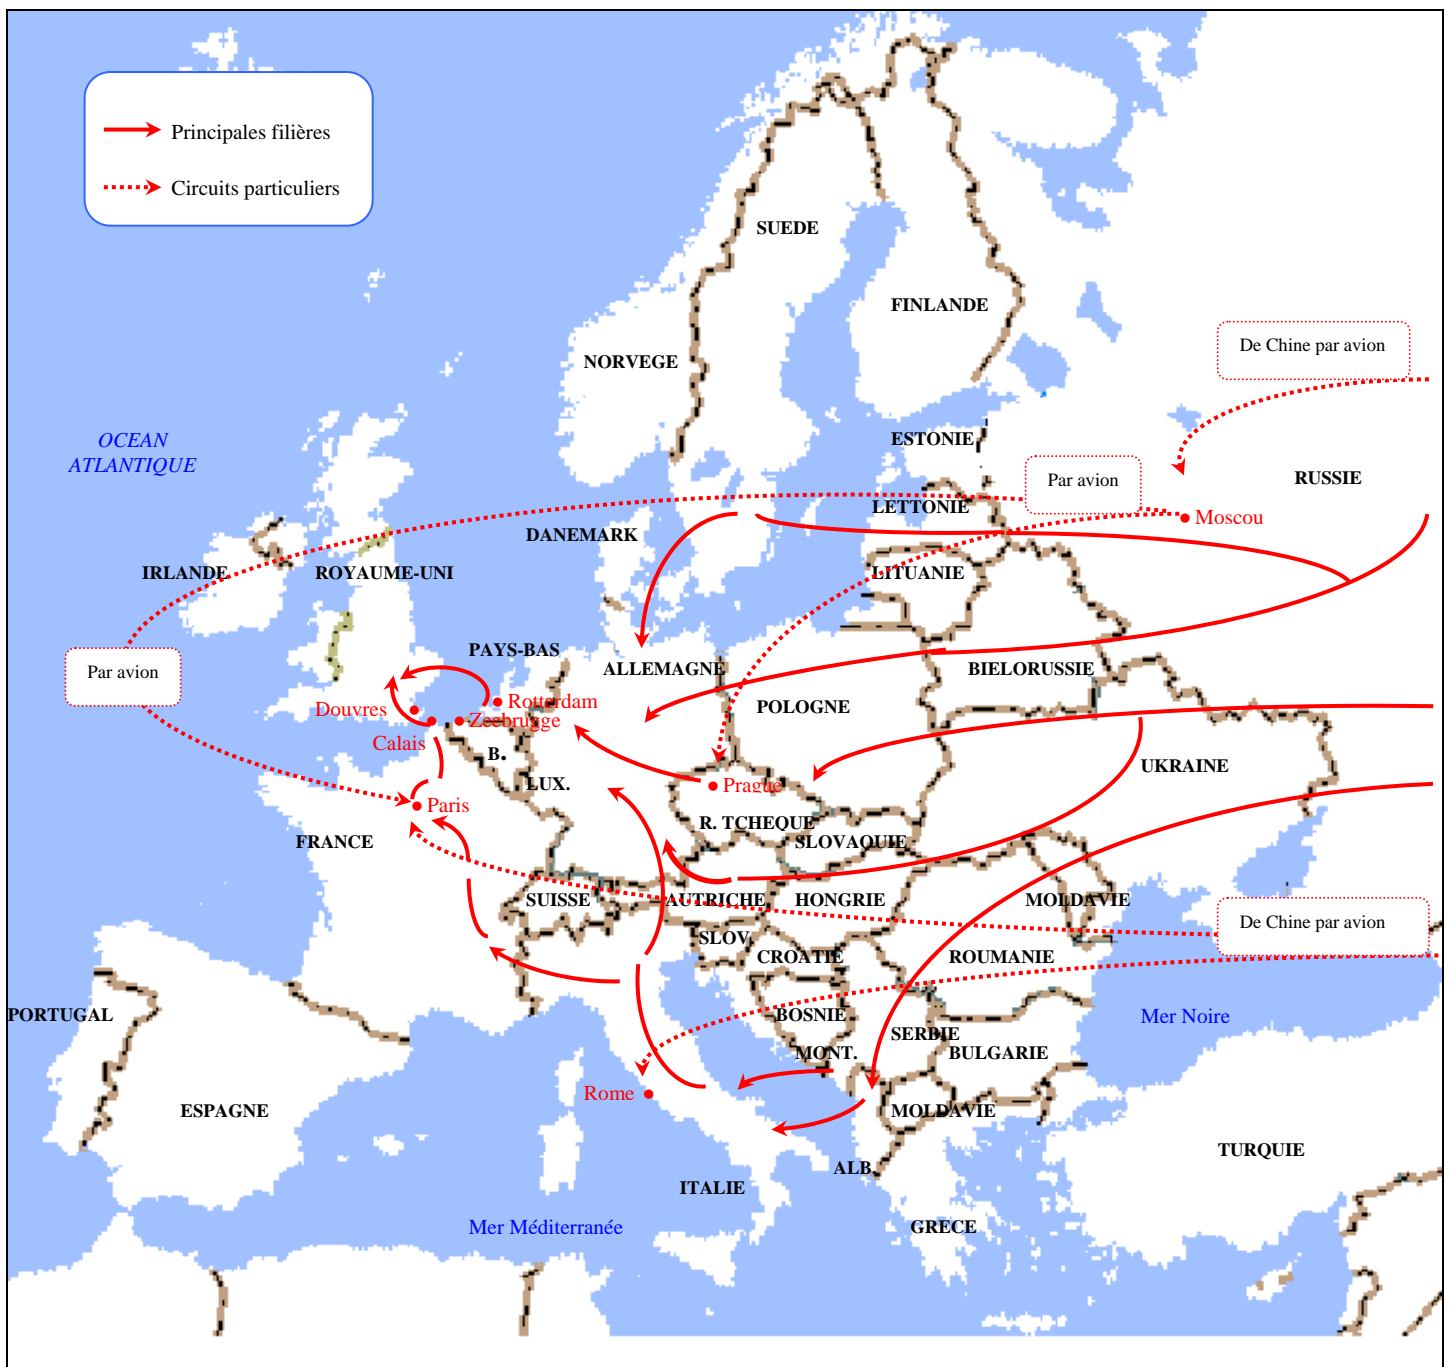 Principales filières
Circuits particuliers
SUEDE
FINLANDE
NORVEGE
De Chine par avion
OCEAN
ATLANTIQUE
ESTONIE
Par avion
RUSSIE
LETTONIE
Moscou
DANEMARK
IRLANDE
ROYAUME-UNI
LITUANIE
PAYS-BAS
ALLEMAGNE
BIELORUSSIE
Par avion
Rotterdam
Douvres
Zeebrugge
POLOGNE
Calais
B.
UKRAINE
LUX.
Prague
Paris
R. TCHEQUE
FRANCE
SLOVAQUIE
SUISSE
AUTRICHE
HONGRIE
MOLDAVIE
De Chine par avion
SLOV.
CROATIE
ROUMANIE
PORTUGAL
BOSNIE
Mer Noire
SERBIE
MONT.
BULGARIE
Rome
ESPAGNE
MOLDAVIE
TURQUIE
ALB.
ITALIE
Mer Méditerranée
GRECE